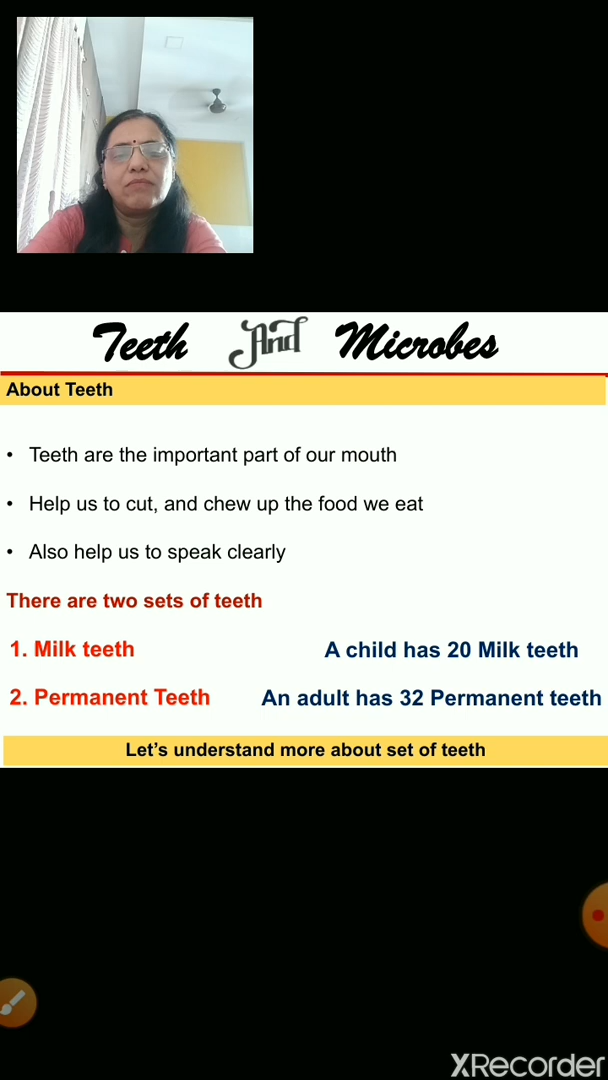 Teeth And Microbes
About Teeth
• Teeth are the important part of our mouth
• Help us to cut, and chew up the food we eat
• Also help us to speak clearly
There are two sets of teeth
1. Milk teeth A child has 20 Milk teeth
2. Permanent Teeth An adult has 32 Permanent teeth
Let’s understand more about set of teeth
XRecorder